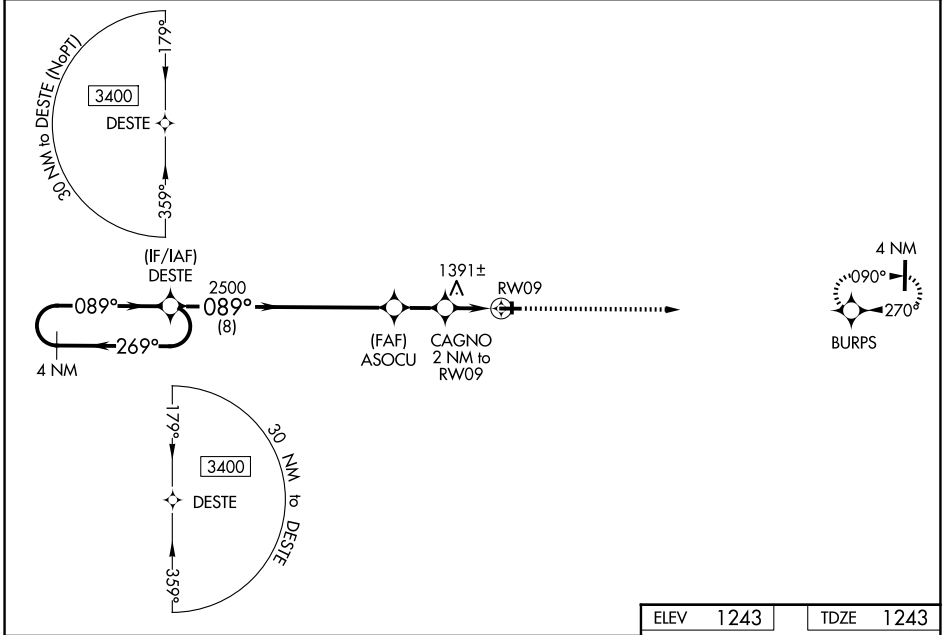 30 NM to DESTE (NoPT)
179°
3400
DESTE
359°
(IF/IAF)
DESTE
089°
269°
4 NM
2500
089°
(8)
(FAF)
ASOCU
1391±
CAGNO
2 NM to
RW09
RW09
4 NM
090°
270°
BURPS
179°
3400
DESTE
359°
30 NM to DESTE
ELEV 1243
TDZE 1243